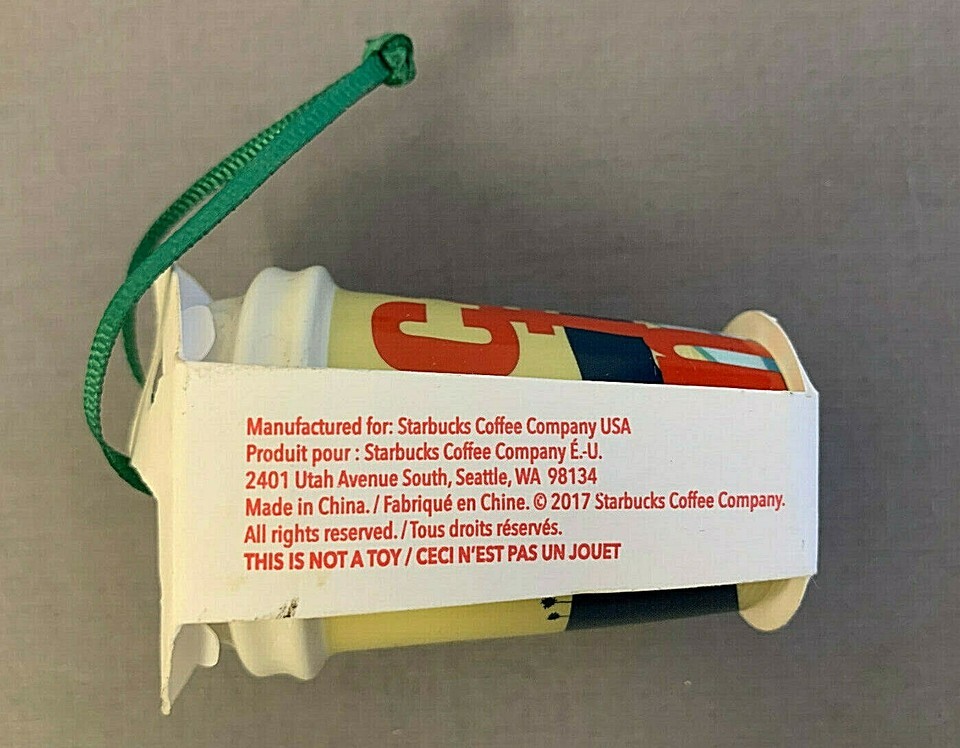 Manufactured for: Starbucks Coffee Company USA
Produit pour : Starbucks Coffee Company É.-U.
2401 Utah Avenue South, Seattle, WA 98134
Made in China. / Fabriqué en Chine. © 2017 Starbucks Coffee Company.
All rights reserved. / Tous droits réservés.
THIS IS NOT A TOY / CECI N'EST PAS UN JOUET